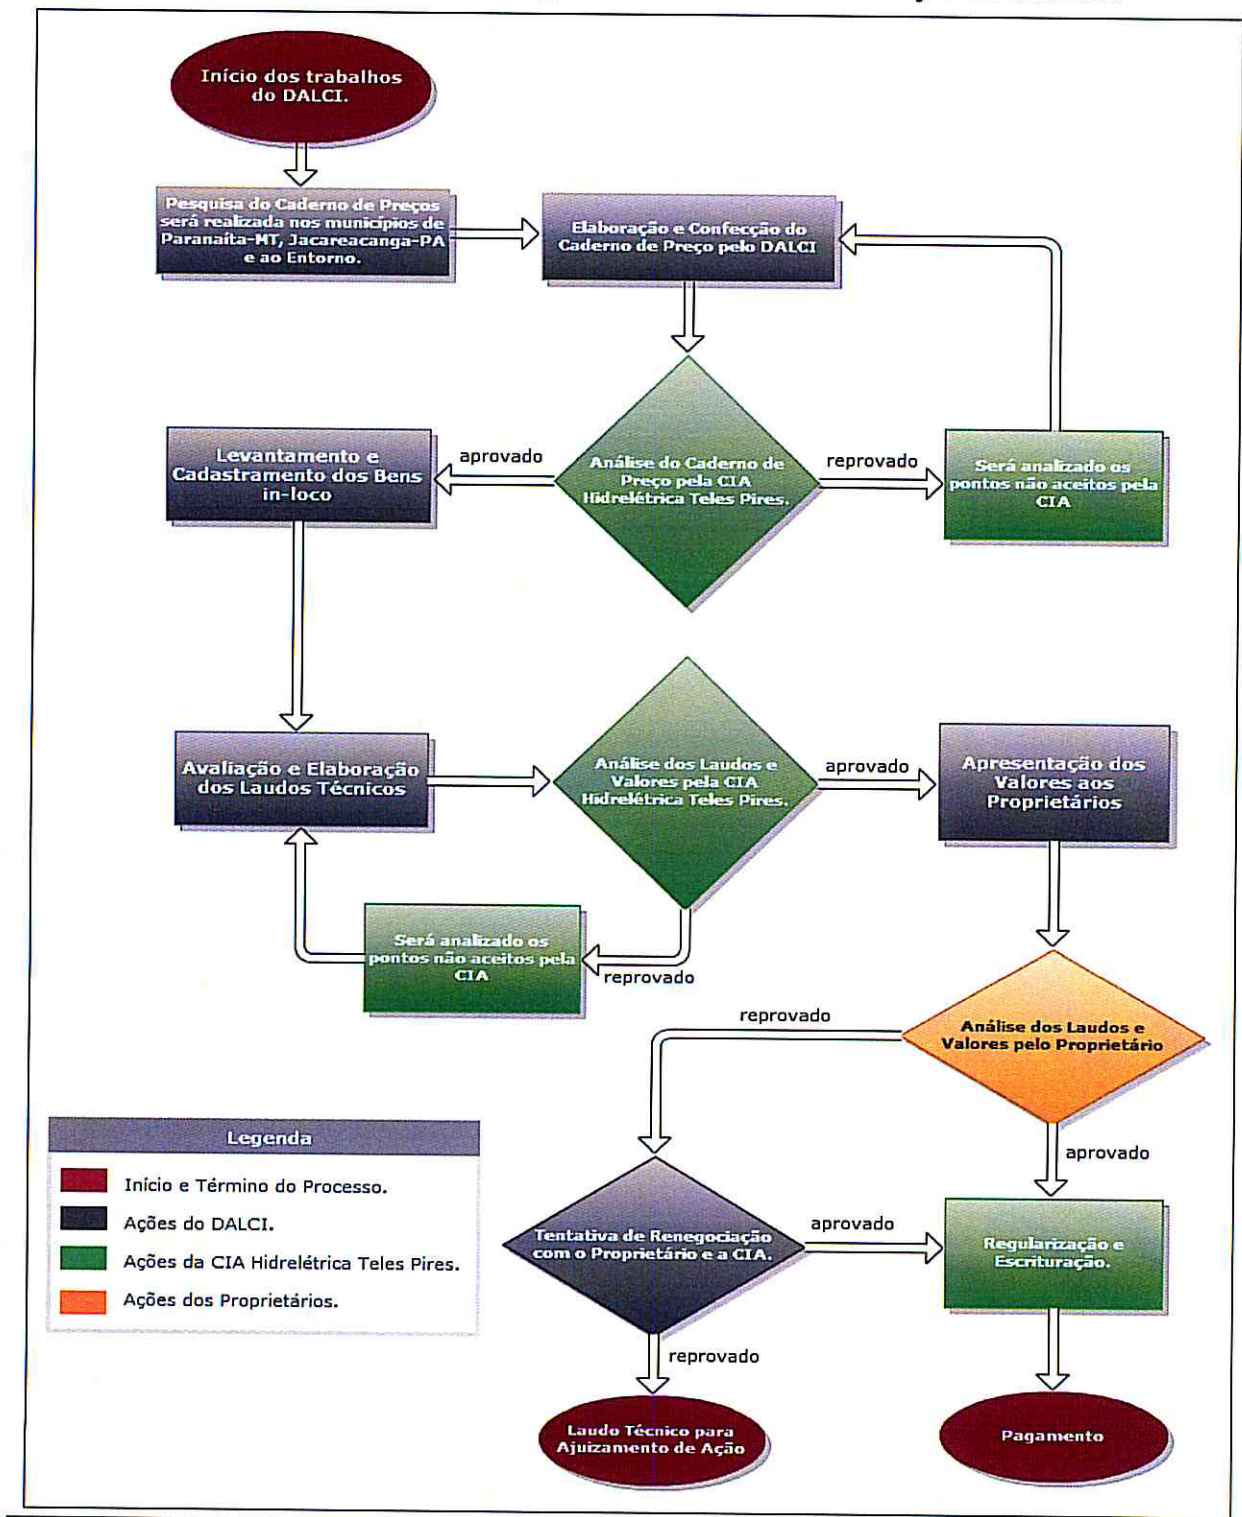 Início dos trabalhos
do DALCI.
Pesquisa do Caderno de Preços
será realizada nos municípios de
Paranaíta-MT, Jacareacanga-PA
e ao Entorno.
Elaboração e Confecção do
Caderno de Preço pelo DALCI
Levantamento e
Cadastramento dos Bens
in-loco
aprovado
Análise do Caderno de
Preço pela CIA
Hidrelétrica Teles Pires.
reprovado
Será analizado os
pontos não aceitos pela
CIA
Avaliação e Elaboração
dos Laudos Técnicos
Análise dos Laudos e
Valores pela CIA
Hidrelétrica Teles Pires.
aprovado
Apresentação dos
Valores aos
Proprietários
Será analizado os
pontos não aceitos pela
CIA
reprovado
reprovado
Análise dos Laudos e
Valores pelo Proprietário
aprovado
Legenda
Início e Término do Processo.
Ações do DALCI.
Ações da CIA Hidrelétrica Teles Pires.
Ações dos Proprietários.
Tentativa de Renegociação
com o Proprietário e a CIA.
aprovado
Regularização e
Escrituração.
reprovado
Laudo Técnico para
Ajuizamento de Ação
Pagamento